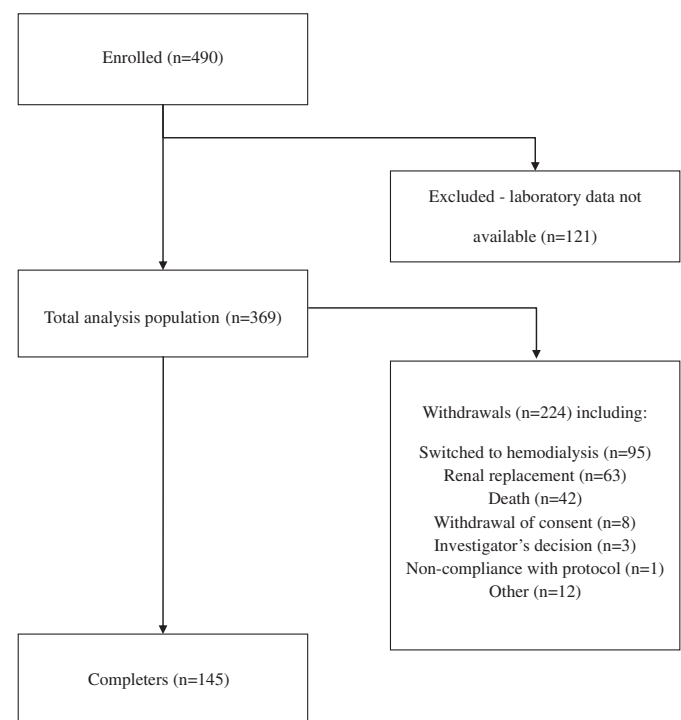 Enrolled (n=490)
Excluded - laboratory data not
available (n=121)
Total analysis population (n=369)
Withdrawals (n=224) including:
Switched to hemodialysis (n=95)
Renal replacement (n=63)
Death (n=42)
Withdrawal of consent (n=8)
Investigator’s decision (n=3)
Non-compliance with protocol (n=1)
Other (n=12)
Completers (n=145)